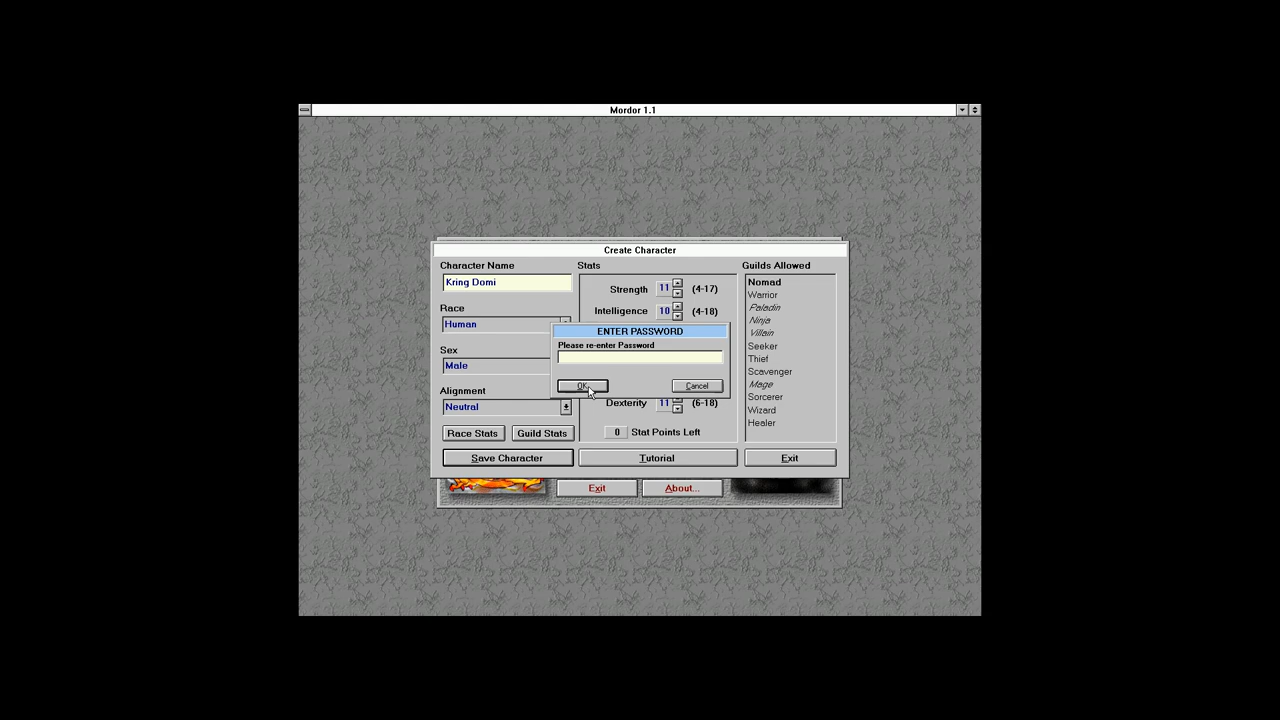 Mordor 1.1
Create Character
Character Name
Stats
Guilds Allowed
Kring Domi
Strength 11 (4-17)
Intelligence 10 (4-18)
Race
Human
Sex
Male
Alignment
Neutral
ENTER PASSWORD
Please re-enter Password
OK
Cancel
Dexterity 11 (6-18)
0 Stat Points Left
Nomad
Warrior
Paladin
Ninja
Villain
Seeker
Thief
Scavenger
Mage
Sorcerer
Wizard
Healer
Race Stats
Guild Stats
Save Character
Tutorial
Exit
Exit
About...